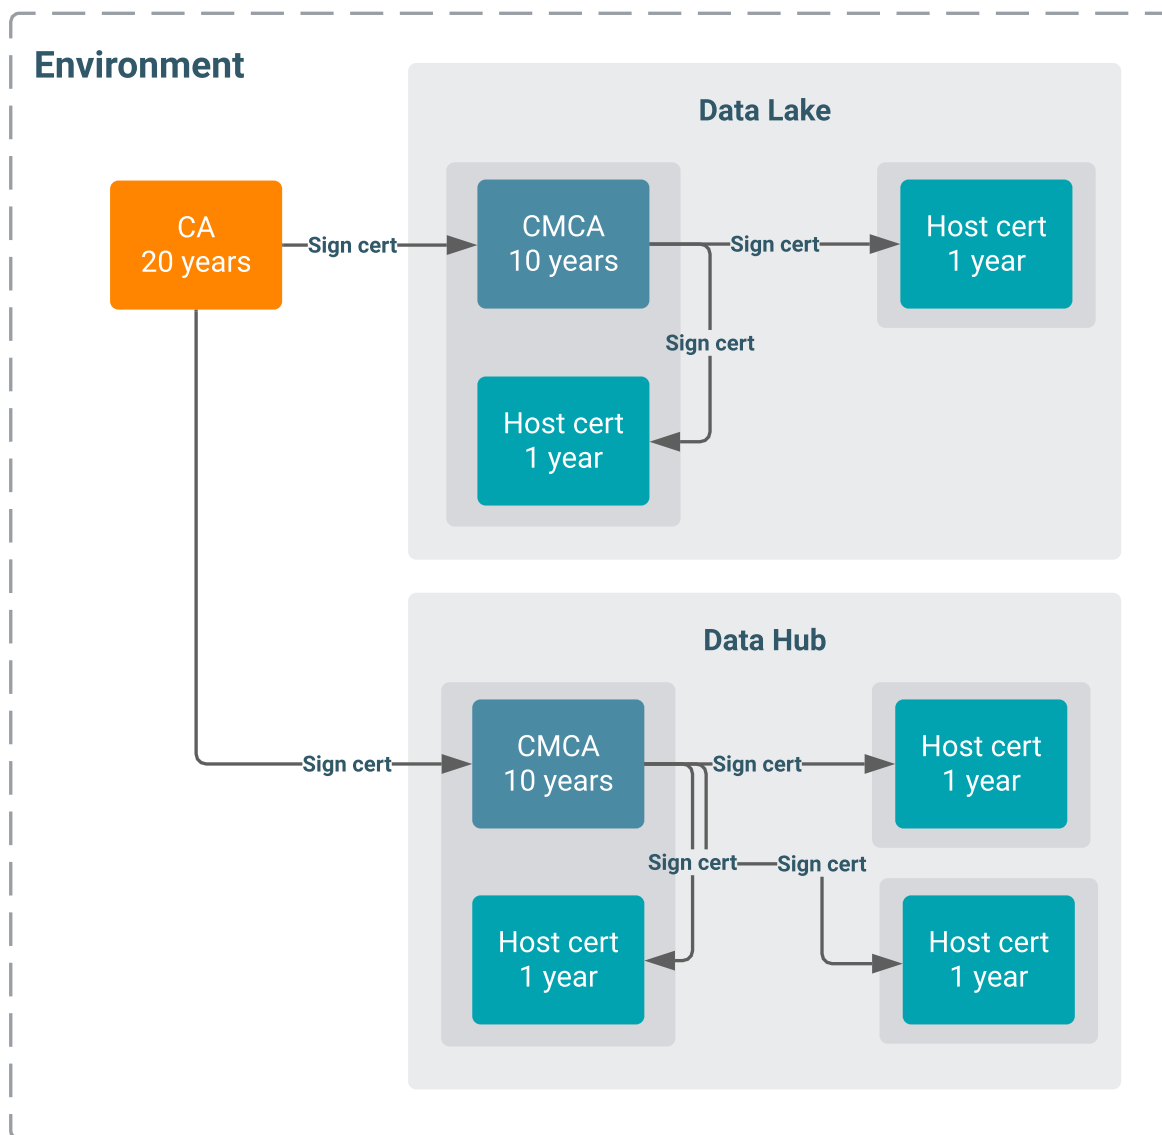 Environment
Data Lake
CA
20 years
Sign cert
CMCA
10 years
Sign cert
Host cert
1 year
Sign cert
Host cert
1 year
Data Hub
Sign cert
CMCA
10 years
Sign cert
Host cert
1 year
Sign cert
Sign cert
Host cert
1 year
Host cert
1 year